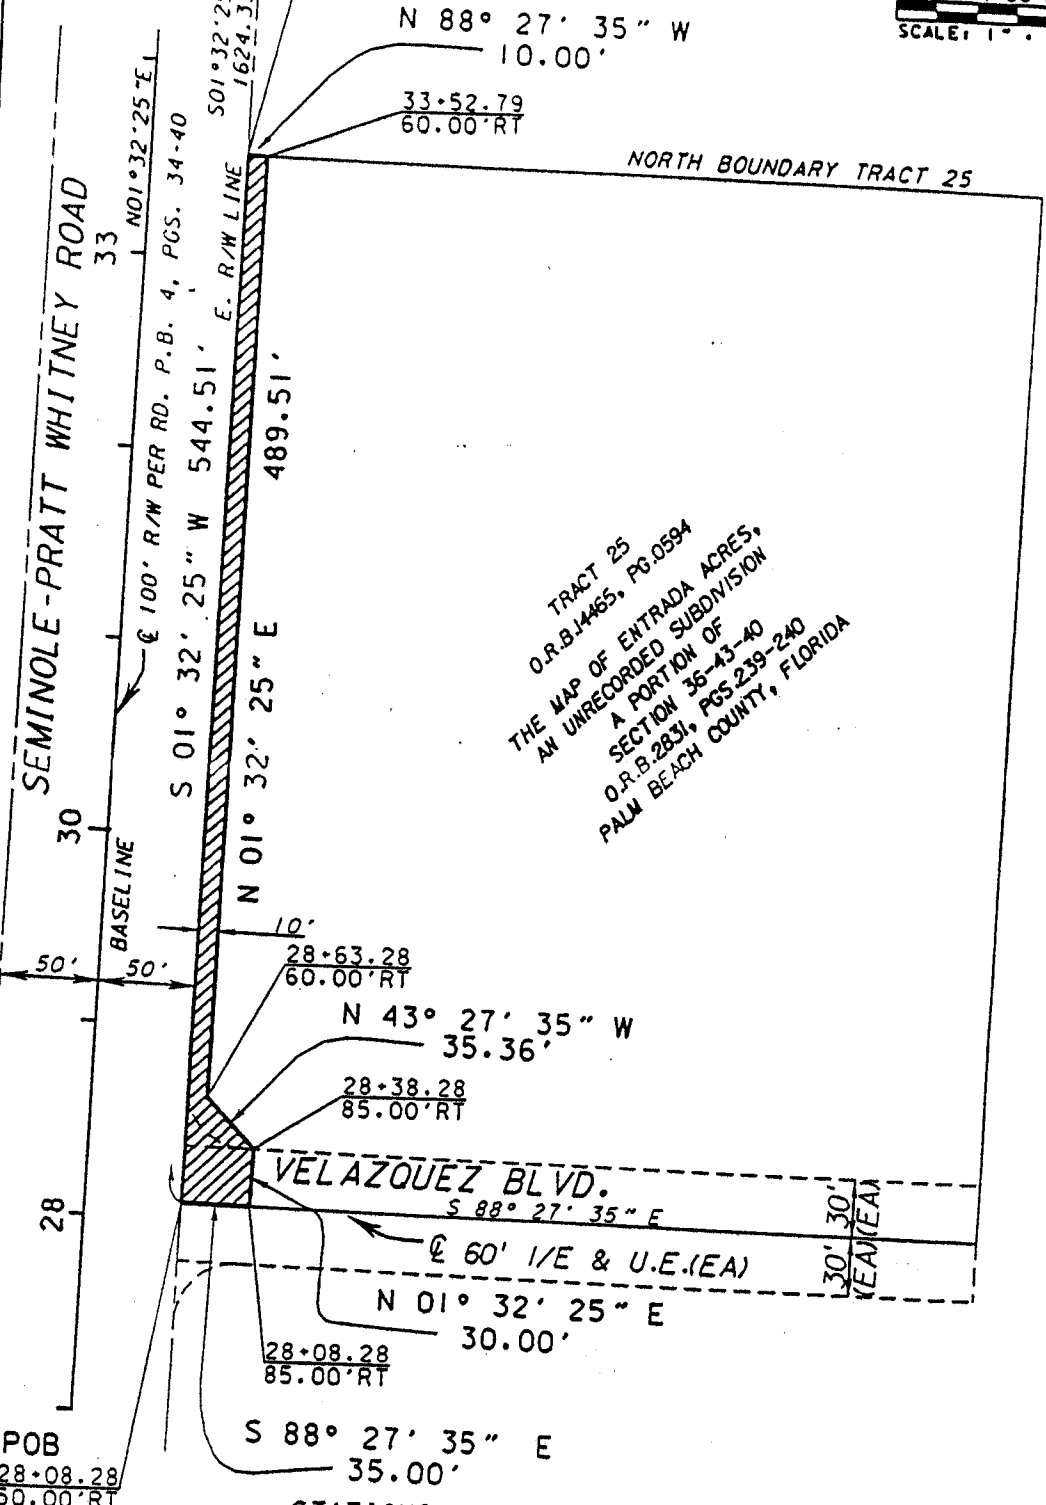 N 88° 27' 35" W
10.00'
SCALE: 1"
33+52.79
60.00'RT
NORTH BOUNDARY TRACT 25
SEMINOLE-PRATT WHITNEY ROAD
33
N01°32'25"E
℄ 100' R/W PER RD. P.B. 4, PGS. 34-40
E. R/W LINE
S 01° 32' 25" W 544.51'
N 01° 32' 25" E 489.51'
TRACT 25
O.R.B.14465, PG.0594
THE MAP OF ENTRADA ACRES,
AN UNRECORDED SUBDIVISION
A PORTION OF
SECTION 36-43-40
O.R.B.2831, PGS.239-240
PALM BEACH COUNTY, FLORIDA
30
BASELINE
10'
50'
50'
28+63.28
60.00'RT
N 43° 27' 35" W
35.36'
28+38.28
85.00'RT
VELAZQUEZ BLVD.
S 88° 27' 35" E
30' 30'
(EA)(EA)
28
℄ 60' I/E & U.E.(EA)
N 01° 32' 25" E
30.00'
28+08.28
85.00'RT
S 88° 27' 35" E
35.00'
POB
28+08.28
50.00'RT